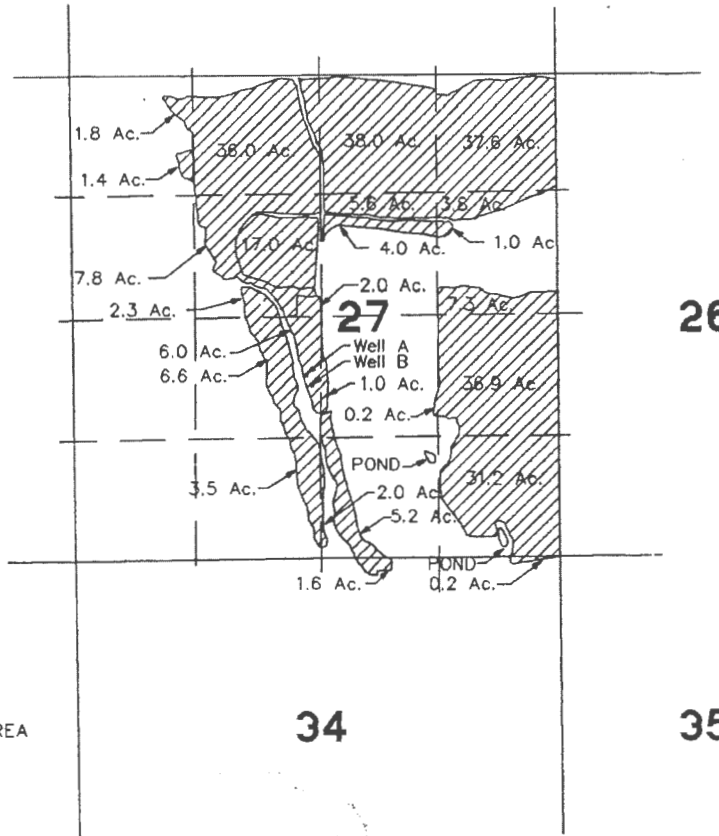 1.8 Ac.
36.0 Ac.
38.0 Ac.
37.6 Ac.
1.4 Ac.
5.6 Ac.
3.8 Ac.
17.0 Ac.
4.0 Ac.
1.0 Ac
7.8 Ac.
2.3 Ac.
2.0 Ac.
27
7.3 Ac.
26
6.0 Ac.
Well A
Well B
6.6 Ac.
1.0 Ac.
36.9 Ac.
0.2 Ac.
POND
3.5 Ac.
2.0 Ac
31.2 Ac.
5.2 Ac.
POND
1.6 Ac.
0.2 Ac.
REA
34
35